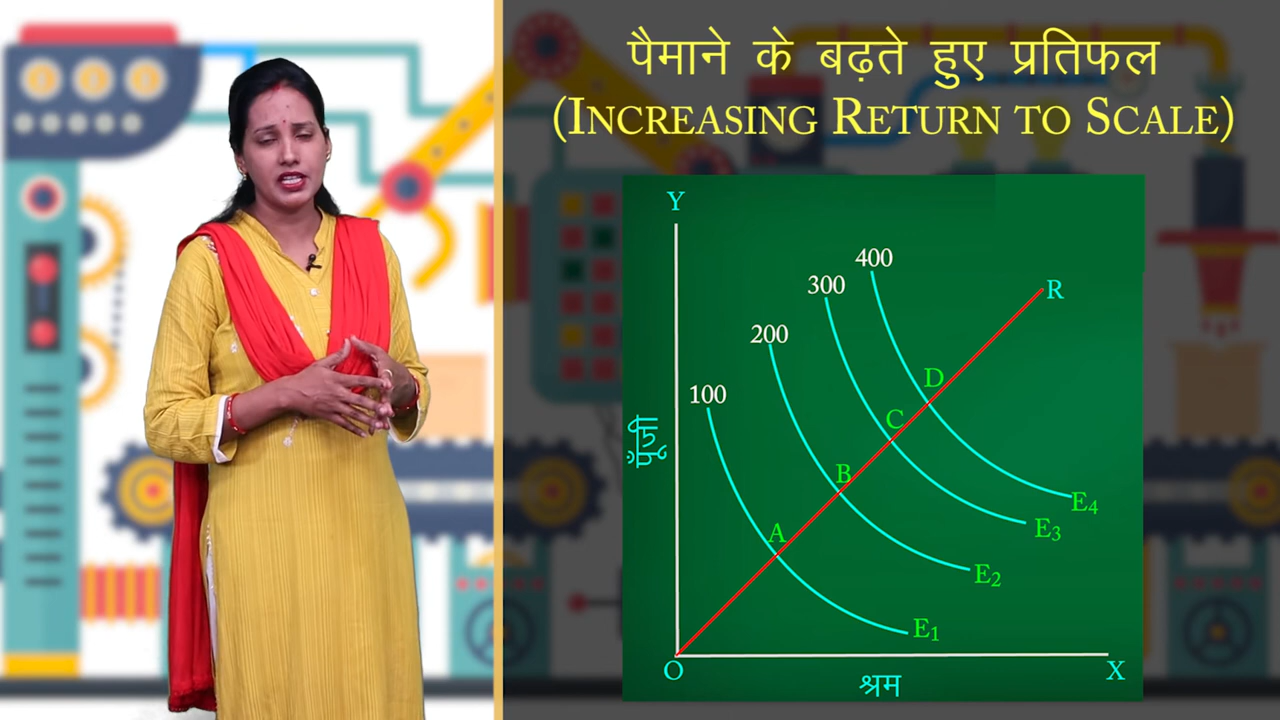 पैमाने के बढ़ते हुए प्रतिफल
(INCREASING RETURN TO SCALE)
Y
400
300
R
200
D
100
C
पूँजी
B
E4
E3
A
E2
E1
O
X
श्रम